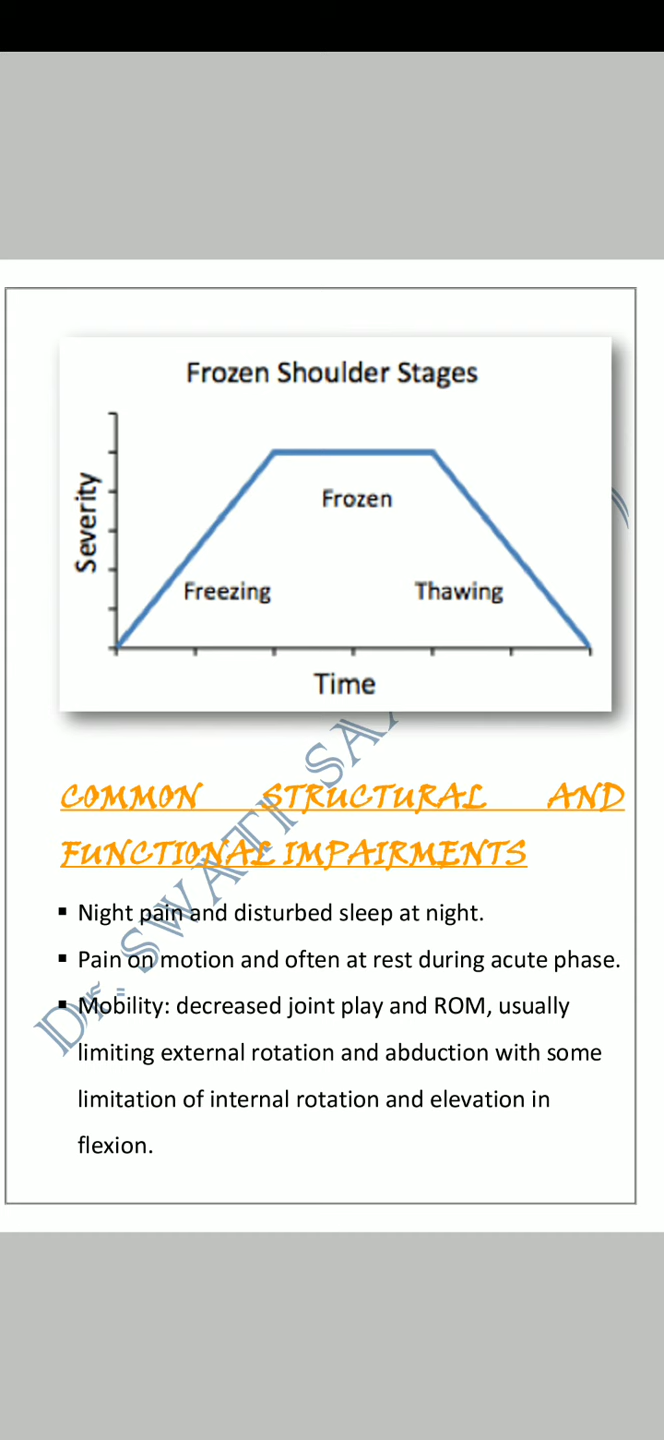 Frozen Shoulder Stages
Severity
Frozen
Freezing
Thawing
Time
COMMON STRUCTURAL AND
FUNCTIONAL IMPAIRMENTS
▪ Night pain and disturbed sleep at night.
▪ Pain on motion and often at rest during acute phase.
▪ Mobility: decreased joint play and ROM, usually
limiting external rotation and abduction with some
limitation of internal rotation and elevation in
flexion.
Dr. SWATI